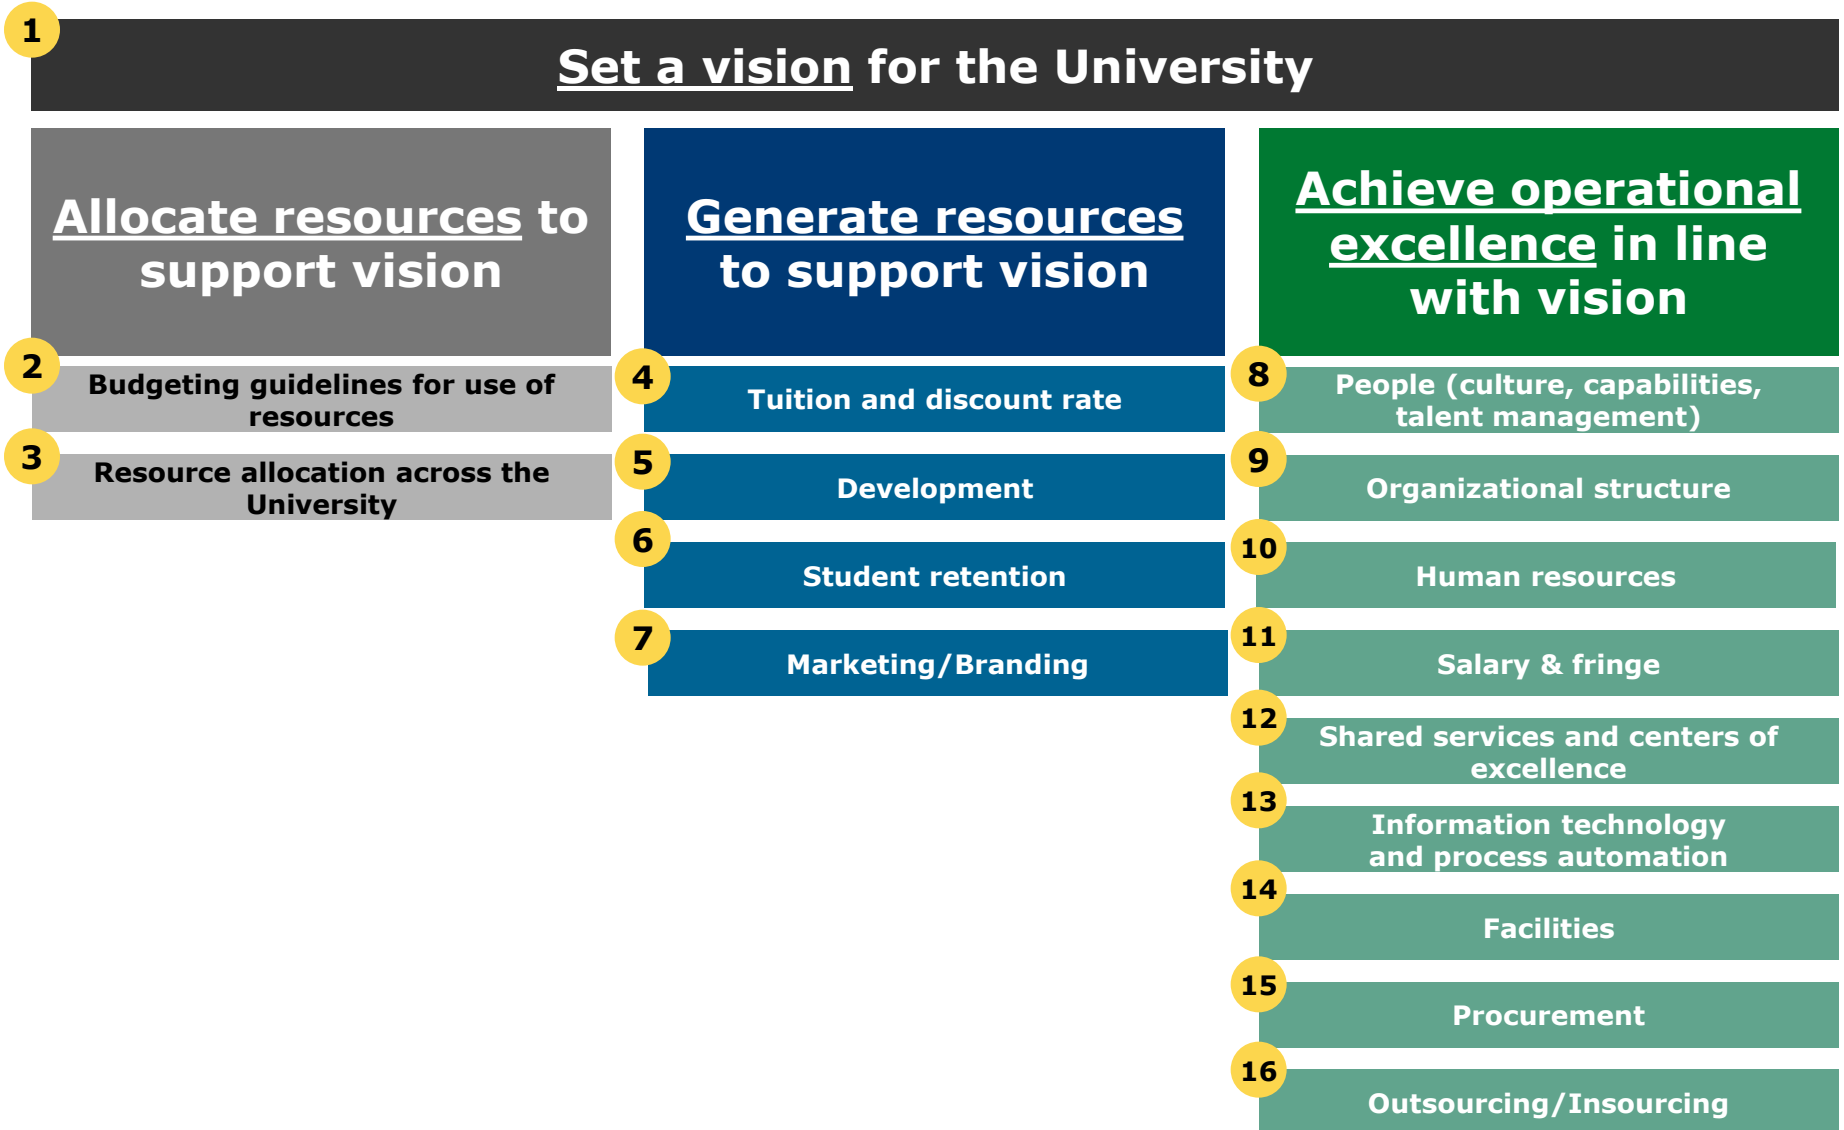 1
Set a vision for the University
Allocate resources to
support vision
2
Budgeting guidelines for use of
resources
3
Resource allocation across the
University
Generate resources
to support vision
4
Tuition and discount rate
5
Development
6
Student retention
7
Marketing/Branding
Achieve operational
excellence in line
with vision
8
People (culture, capabilities,
talent management)
9
Organizational structure
10
Human resources
11
Salary & fringe
12
Shared services and centers of
excellence
13
Information technology
and process automation
14
Facilities
15
Procurement
16
Outsourcing/Insourcing